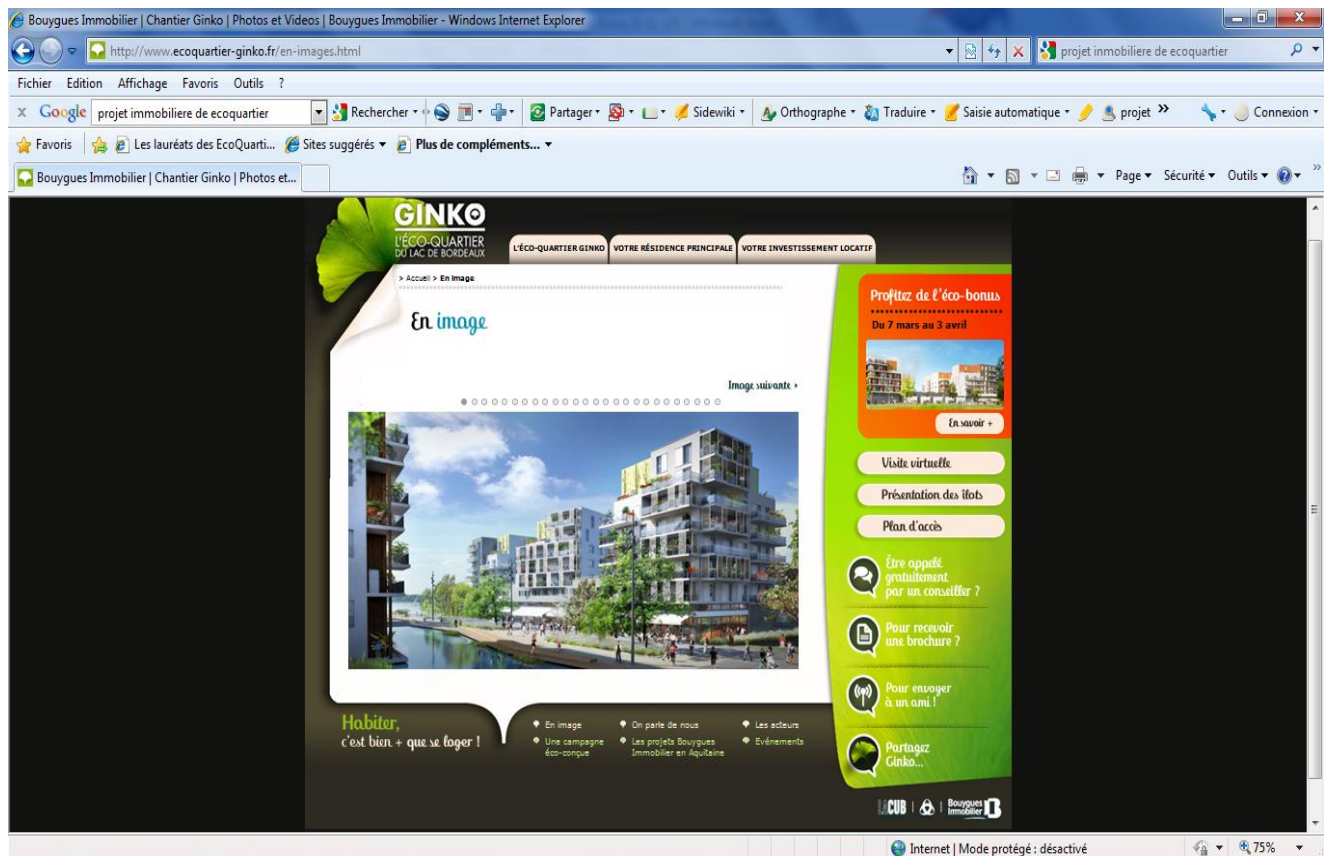 Bouygues Immobilier | Chantier Ginko | Photos et Videos | Bouygues Immobilier - Windows Internet Explorer
http://www.ecoquartier-ginko.fr/en-images.html
projet inmobiliere de ecoquartier
Fichier Edition Affichage Favoris Outils ?
x Google projet immobiliere de ecoquartier Rechercher Partager Sidewiki Orthographe Traduire Saisie automatique projet Connexion
Favoris Les lauréats des EcoQuarti... Sites suggérés Plus de compléments...
Bouygues Immobilier | Chantier Ginko | Photos et...
Page Sécurité Outils
GINKO
L'ÉCO-QUARTIER
DU LAC DE BORDEAUX
L'ÉCO-QUARTIER GINKO VOTRE RÉSIDENCE PRINCIPALE VOTRE INVESTISSEMENT LOCATIF
> Accueil > En Image
En image
Image suivante
Profitez de l'éco-bonus
Du 7 mars au 3 avril
En savoir +
Visite virtuelle
Présentation des îlots
Plan d'accès
Être appelé
gratuitement
par un conseiller ?
Pour recevoir
une brochure ?
Pour envoyer
à un ami !
Partagez
Ginko...
Habiter,
c'est bien + que se loger !
En image
On parle de nous
Les acteurs
Une campagne
éco-conçue
Les projets Bouygues
Immobilier en Aquitaine
Evénements
LaCUB
Bouygues
Immobilier
Internet | Mode protégé : désactivé
75%